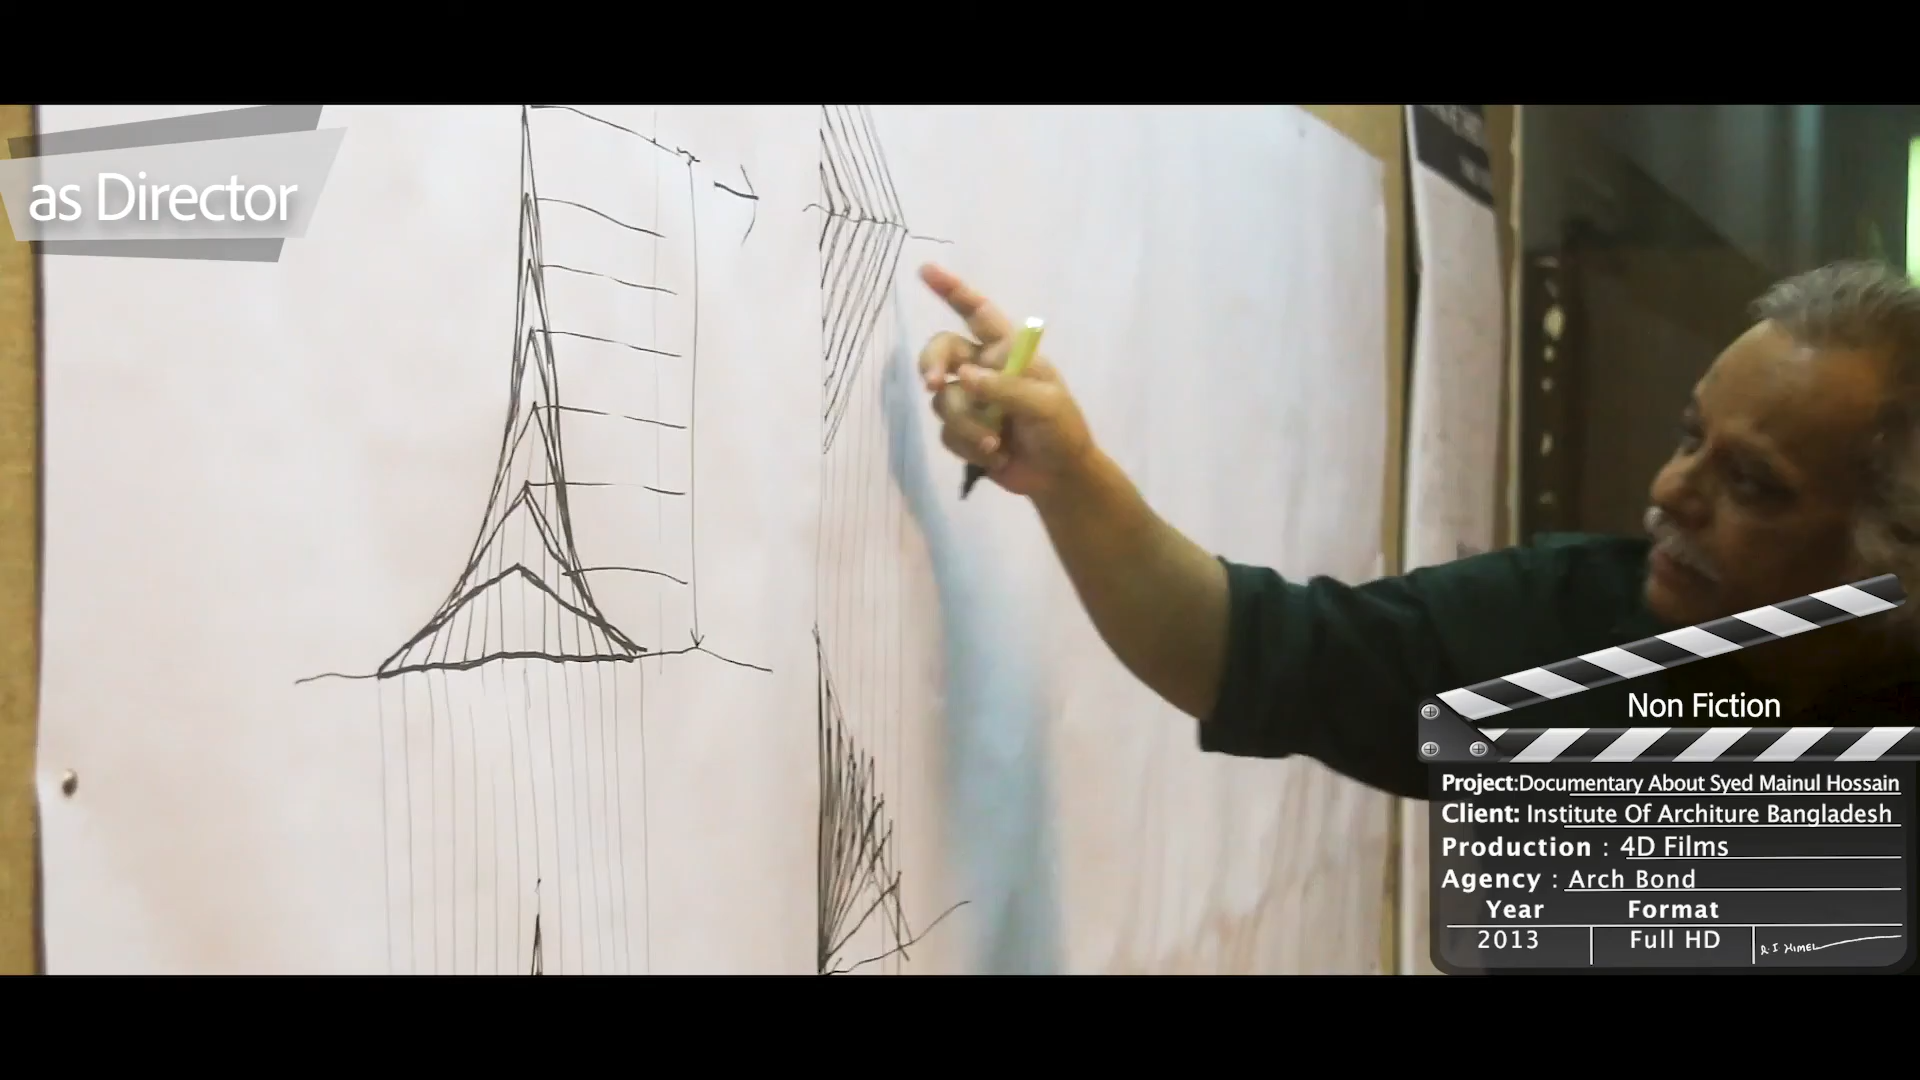 as Director
Non Fiction
Project:Documentary About Syed Mainul Hossain
Client: Institute Of Architure Bangladesh
Production : 4D Films
Agency : Arch Bond
Year Format
2013 Full HD R.I HIMEL